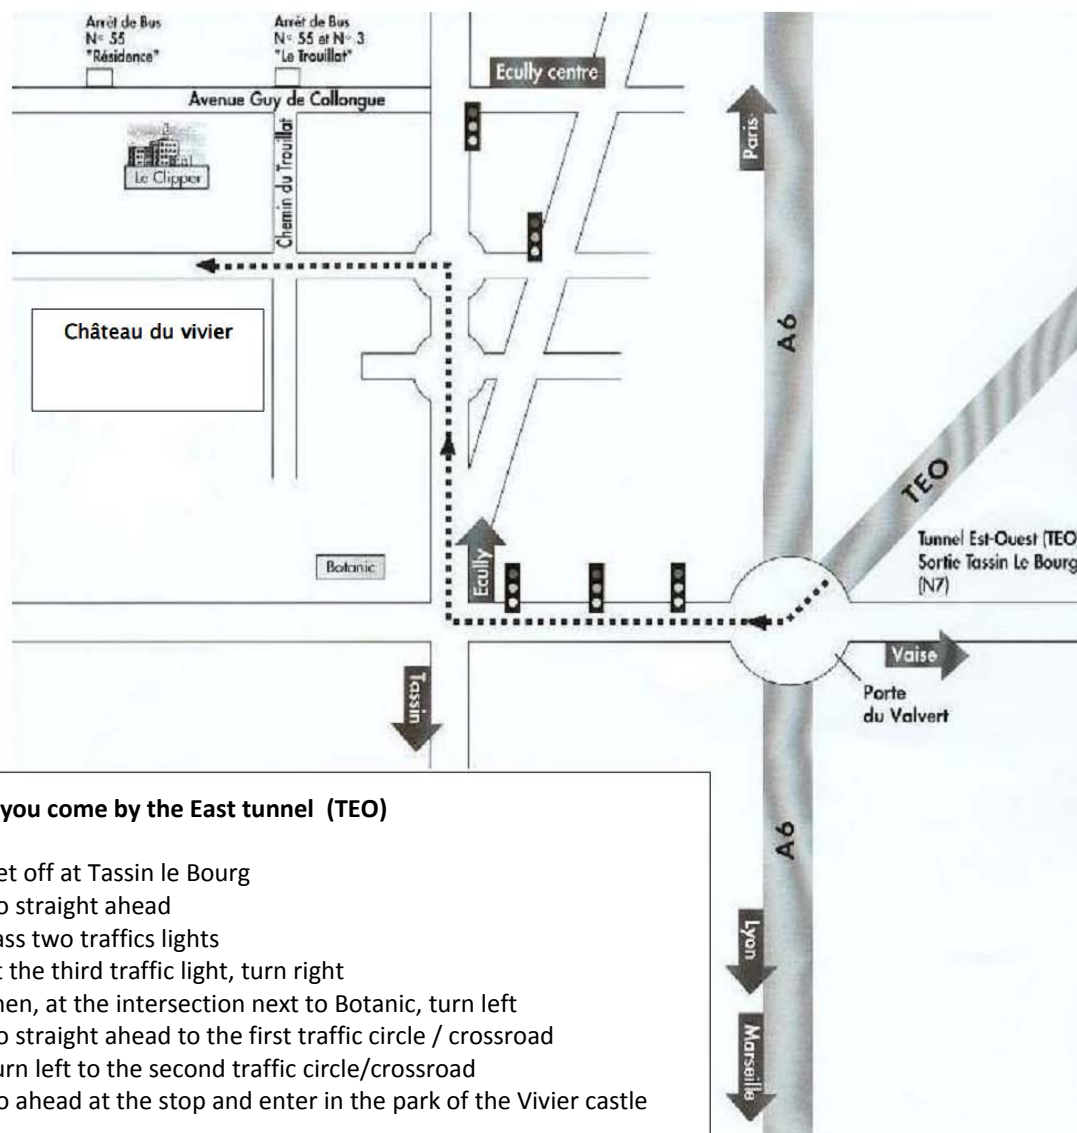 Arrêt de Bus
N° 55
"Résidence"
Arrêt de Bus
N° 55 et N° 3
"Le Trouillat"
Ecully centre
Avenue Guy de Collongue
Paris
Le Clipper
Chemin du Trouillat
A6
Château du vivier
TEO
Tunnel Est-Ouest (TEO)
Sortie Tassin Le Bourg
(N7)
Botanic
Ecully
Vaise
Tassin
Porte
du Valvert
you come by the East tunnel (TEO)
et off at Tassin le Bourg
o straight ahead
ass two traffics lights
t the third traffic light, turn right
hen, at the intersection next to Botanic, turn left
o straight ahead to the first traffic circle / crossroad
urn left to the second traffic circle/crossroad
o ahead at the stop and enter in the park of the Vivier castle
A6
Lyon
Marseille